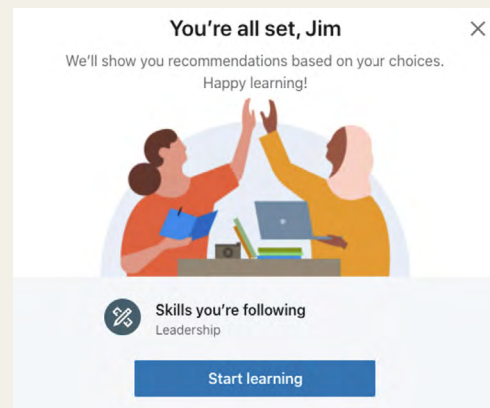 You're all set, Jim
We'll show you recommendations based on your choices.
Happy learning!
Skills you're following
Leadership
Start learning